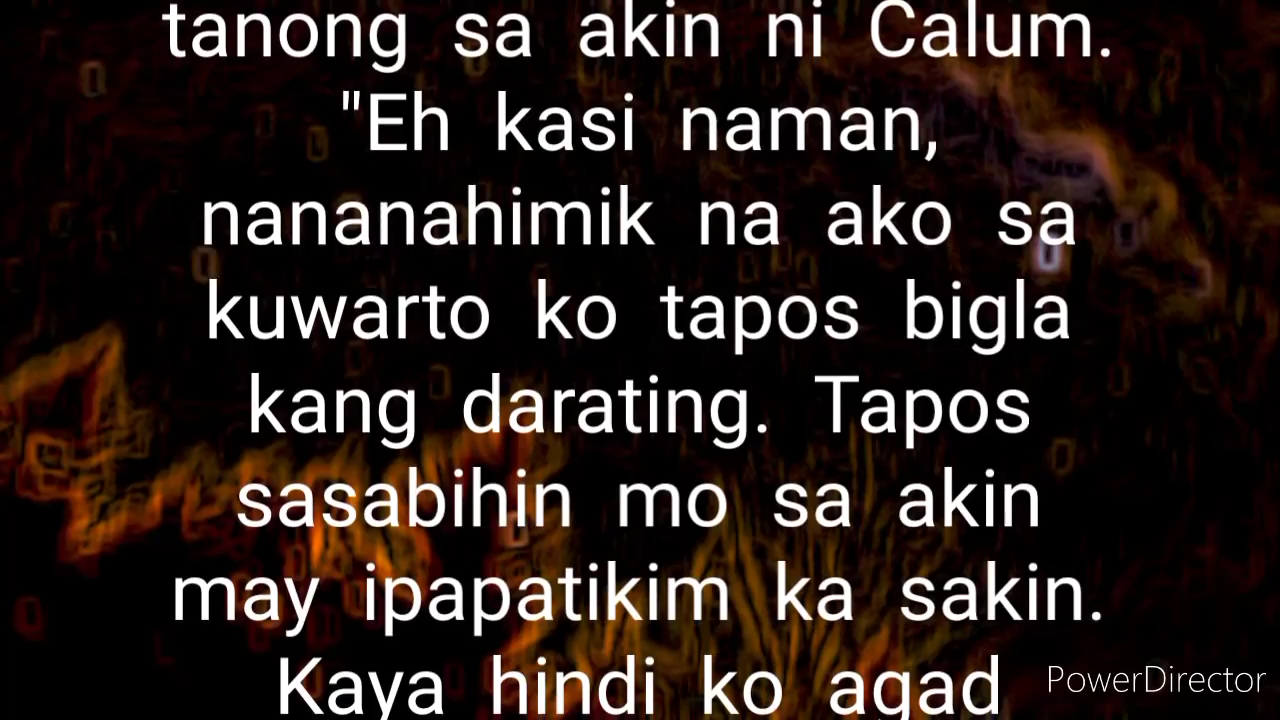 tanong sa akin ni Calum.
"Eh kasi naman,
nananahimik na ako sa
kuwarto ko tapos bigla
kang darating. Tapos
sasabihin mo sa akin
may ipapatikim ka sakin.
Kaya hindi ko agad
PowerDirector